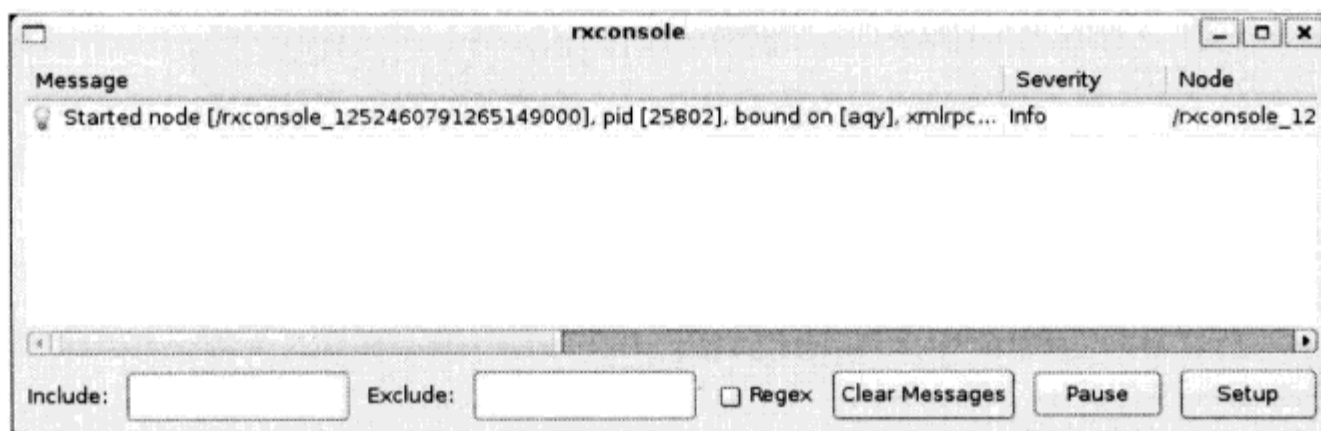 rxconsole
Message Severity Node
Started node [/rxconsole_1252460791265149000], pid [25802], bound on [aqy], xmlrpc... Info /rxconsole_12
Include: Exclude: Regex Clear Messages Pause Setup